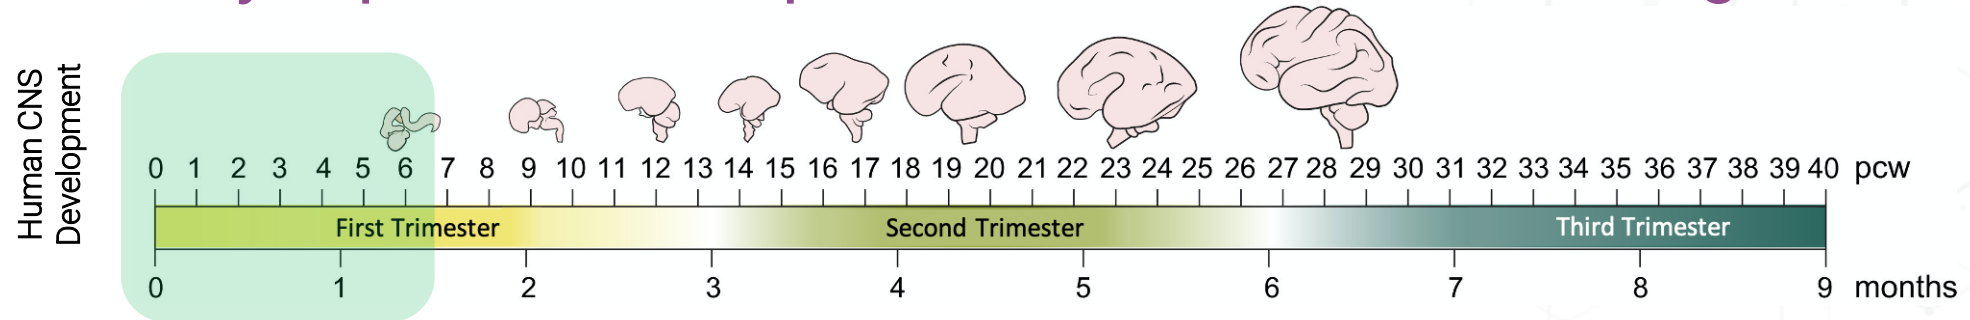 Human CNS
Development
0 1 2 3 4 5 6 7 8 9 10 11 12 13 14 15 16 17 18 19 20 21 22 23 24 25 26 27 28 29 30 31 32 33 34 35 36 37 38 39 40 pcw
First Trimester Second Trimester Third Trimester
0 1 2 3 4 5 6 7 8 9 months